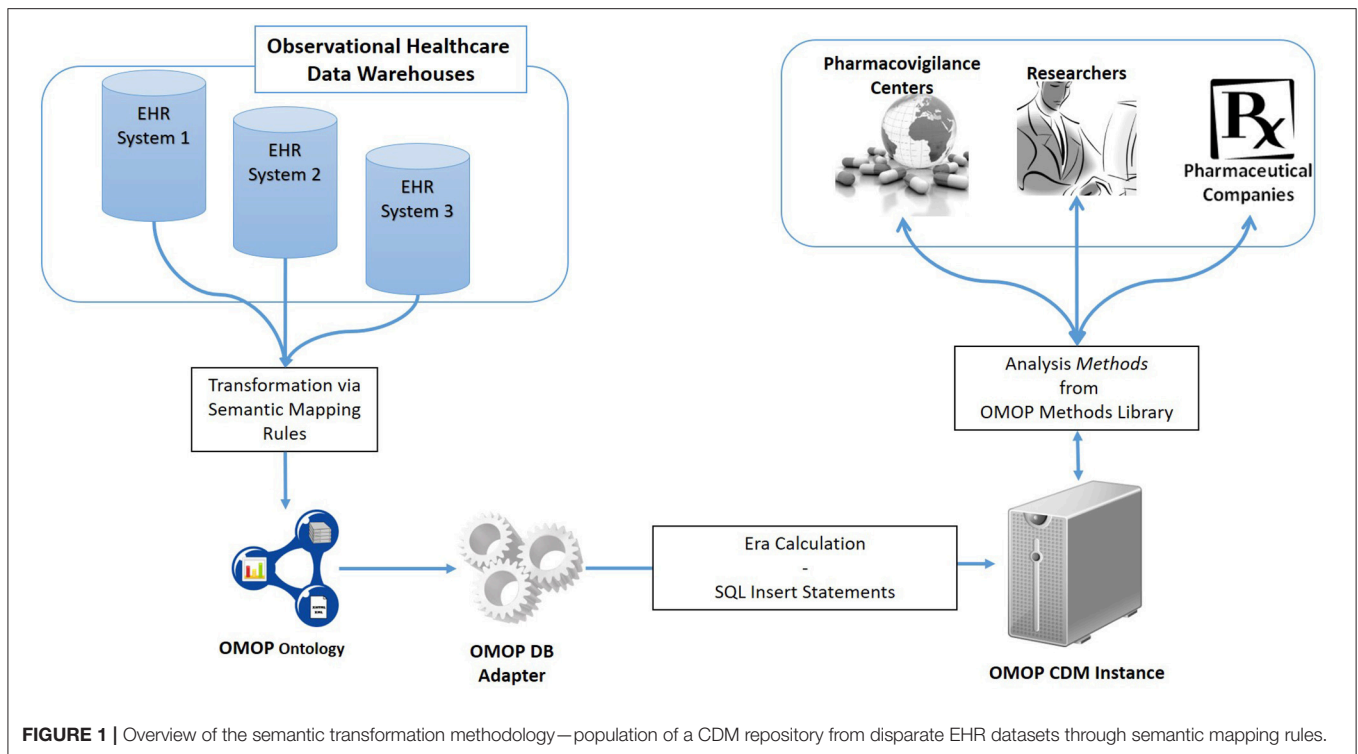 Observational Healthcare
Data Warehouses
EHR
System 1
EHR
System 2
EHR
System 3
Pharmacovigilance
Centers
Researchers
Rx
Pharmaceutical
Companies
Transformation via
Semantic Mapping
Rules
Analysis Methods
from
OMOP Methods Library
OMOP Ontology
OMOP DB
Adapter
Era Calculation
-
SQL Insert Statements
OMOP CDM Instance
FIGURE 1 | Overview of the semantic transformation methodology—population of a CDM repository from disparate EHR datasets through semantic mapping rules.